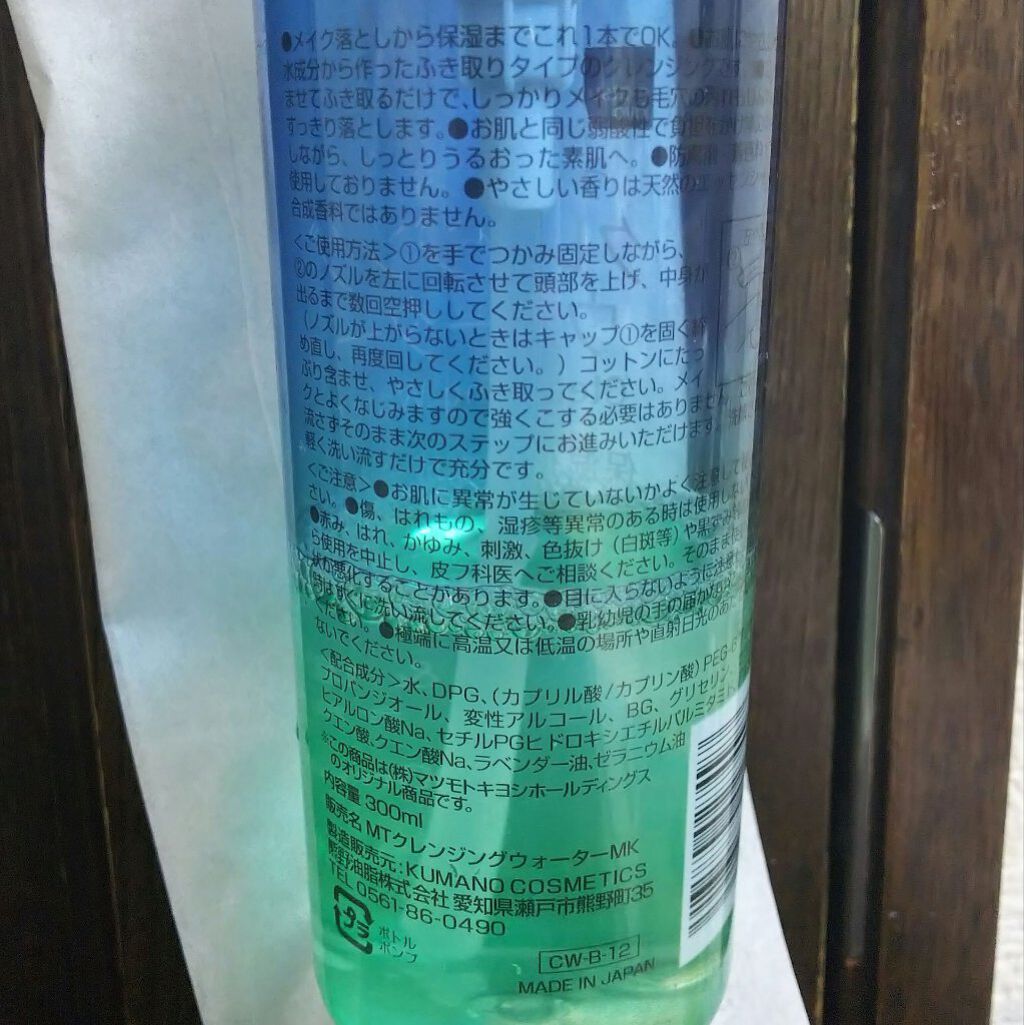 ●メイク落としから保湿までこれ1本でOK。
水成分から作ったふき取りタイプのクレンジング
ませてふき取るだけで、しっかりメイクも毛穴の
すっきり落とします。●お肌と同じ弱酸性で負担をかけ
しながら、しっとりうるおった素肌へ。●防
使用しておりません。●やさしい香りは天然の
合成香料ではありません。
〈ご使用方法〉①を手でつかみ固定しながら、
②のノズルを左に回転させて頭部を上げ、中身が
出るまで数回空押ししてください。
(ノズルが上がらないときはキャップ①を固く締
め直し、再度回してください。)コットンにたっ
ぷり含ませ、やさしくふき取ってください。メイ
クとよくなじみますので強くこする必要はありません
流さずそのまま次のステップにお進みいただけます。
軽く洗い流すだけで充分です。
〈ご注意〉●お肌に異常が生じていないかよく注意して
さい。●傷、はれもの、湿疹等異常のある時は使用しない
●赤み、はれ、かゆみ、刺激、色抜け(白斑等)や黒ずみ
ら使用を中止し、皮フ科医へご相談ください。そのまま使
状が悪化することがあります。●目に入らないように注意
時はすぐに洗い流してください。●乳幼児の手の届かない
ください。●極端に高温又は低温の場所や直射日光のあた
ないでください。
〈配合成分〉水、DPG、(カプリル酸/カプリン酸)PEG-6
プロパンジオール、変性アルコール、BG、グリセリン、
ヒアルロン酸Na、セチルPGヒドロキシエチルパルミタミド、
クエン酸、クエン酸Na、ラベンダー油、ゼラニウム油
※この商品は(株)マツモトキヨシホールディングス
のオリジナル商品です。
内容量 300ml
販売名 MTクレンジングウォーターMK
製造販売元:KUMANO COSMETICS
熊野油脂株式会社 愛知県瀬戸市熊野町35
TEL 0561-86-0490
プラ
ボトル
ポンプ
CW-B-12
MADE IN JAPAN